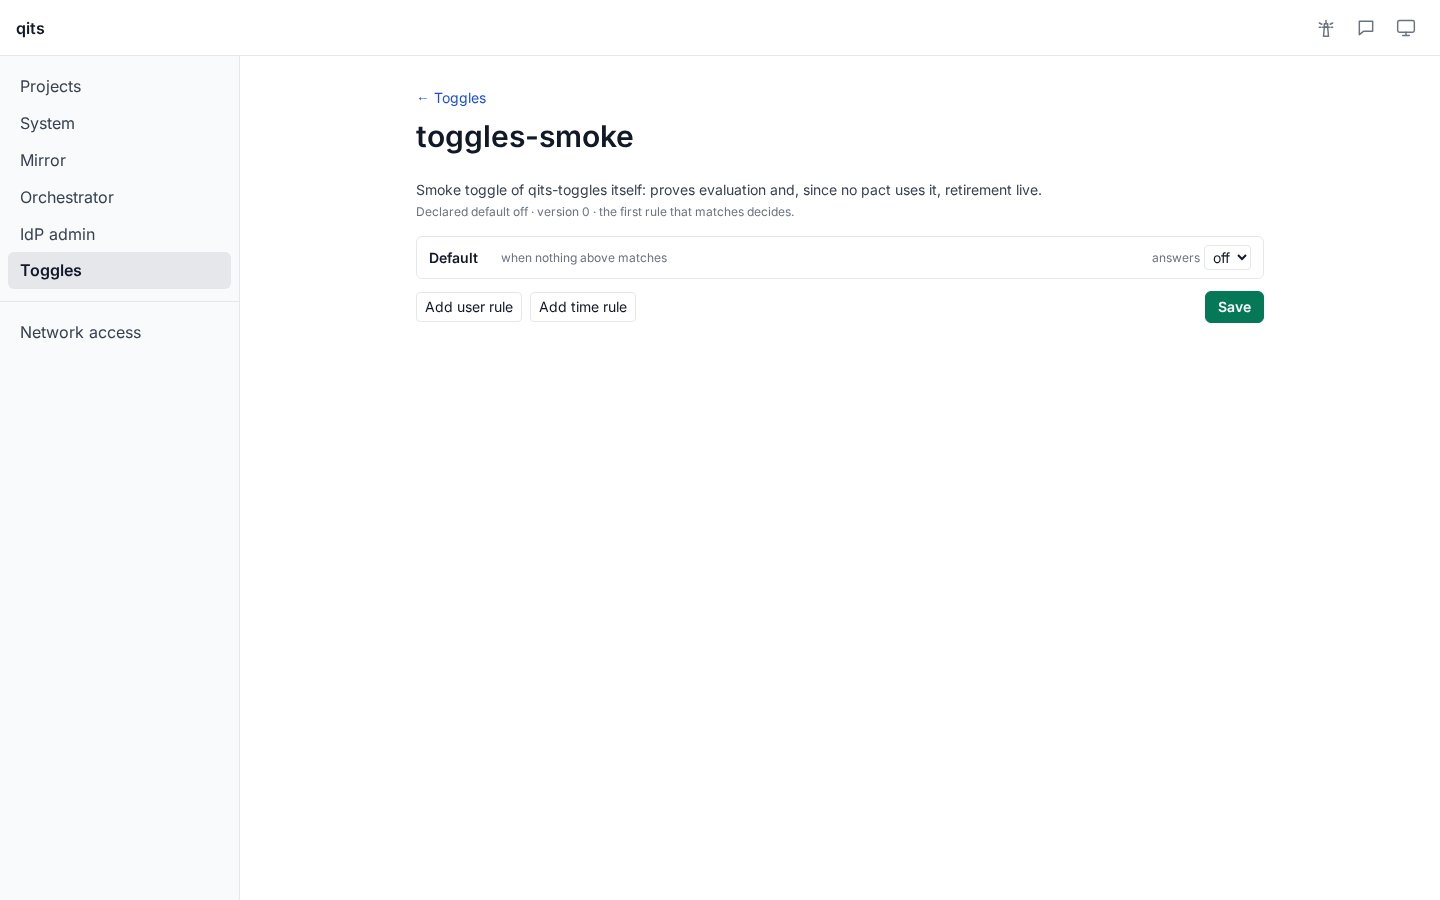 qits
Projects
System
Mirror
Orchestrator
IdP admin
Toggles
Network access
← Toggles
toggles-smoke
Smoke toggle of qits-toggles itself: proves evaluation and, since no pact uses it, retirement live.
Declared default off · version 0 · the first rule that matches decides.
Default when nothing above matches answers off
Add user rule Add time rule Save